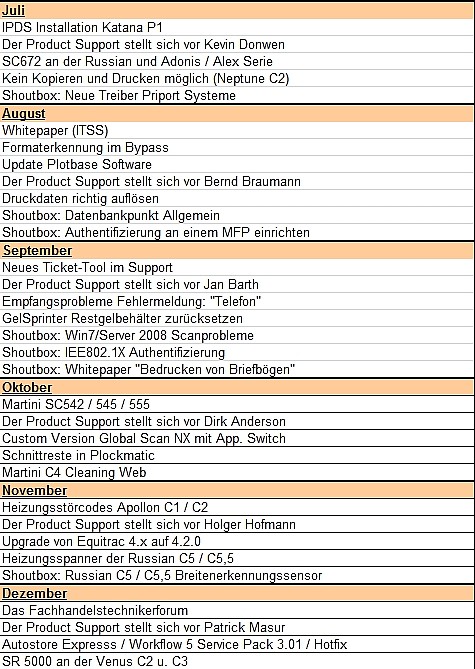 Juli
IPDS Installation Katana P1
Der Product Support stellt sich vor Kevin Donwen
SC672 an der Russian und Adonis / Alex Serie
Kein Kopieren und Drucken möglich (Neptune C2)
Shoutbox: Neue Treiber Priport Systeme
August
Whitepaper (ITSS)
Formaterkennung im Bypass
Update Plotbase Software
Der Product Support stellt sich vor Bernd Braumann
Druckdaten richtig auflösen
Shoutbox: Datenbankpunkt Allgemein
Shoutbox: Authentifizierung an einem MFP einrichten
September
Neues Ticket-Tool im Support
Der Product Support stellt sich vor Jan Barth
Empfangsprobleme Fehlermeldung: "Telefon"
GelSprinter Restgelbehälter zurücksetzen
Shoutbox: Win7/Server 2008 Scanprobleme
Shoutbox: IEE802.1X Authentifizierung
Shoutbox: Whitepaper "Bedrucken von Briefbögen"
Oktober
Martini SC542 / 545 / 555
Der Product Support stellt sich vor Dirk Anderson
Custom Version Global Scan NX mit App. Switch
Schnittreste in Plockmatic
Martini C4 Cleaning Web
November
Heizungsstörcodes Apollon C1 / C2
Der Product Support stellt sich vor Holger Hofmann
Upgrade von Equitrac 4.x auf 4.2.0
Heizungsspanner der Russian C5 / C5,5
Shoutbox: Russian C5 / C5,5 Breitenerkennungssensor
Dezember
Das Fachhandelstechnikerforum
Der Product Support stellt sich vor Patrick Masur
Autostore Expresss / Workflow 5 Service Pack 3.01 / Hotfix
SR 5000 an der Venus C2 u. C3